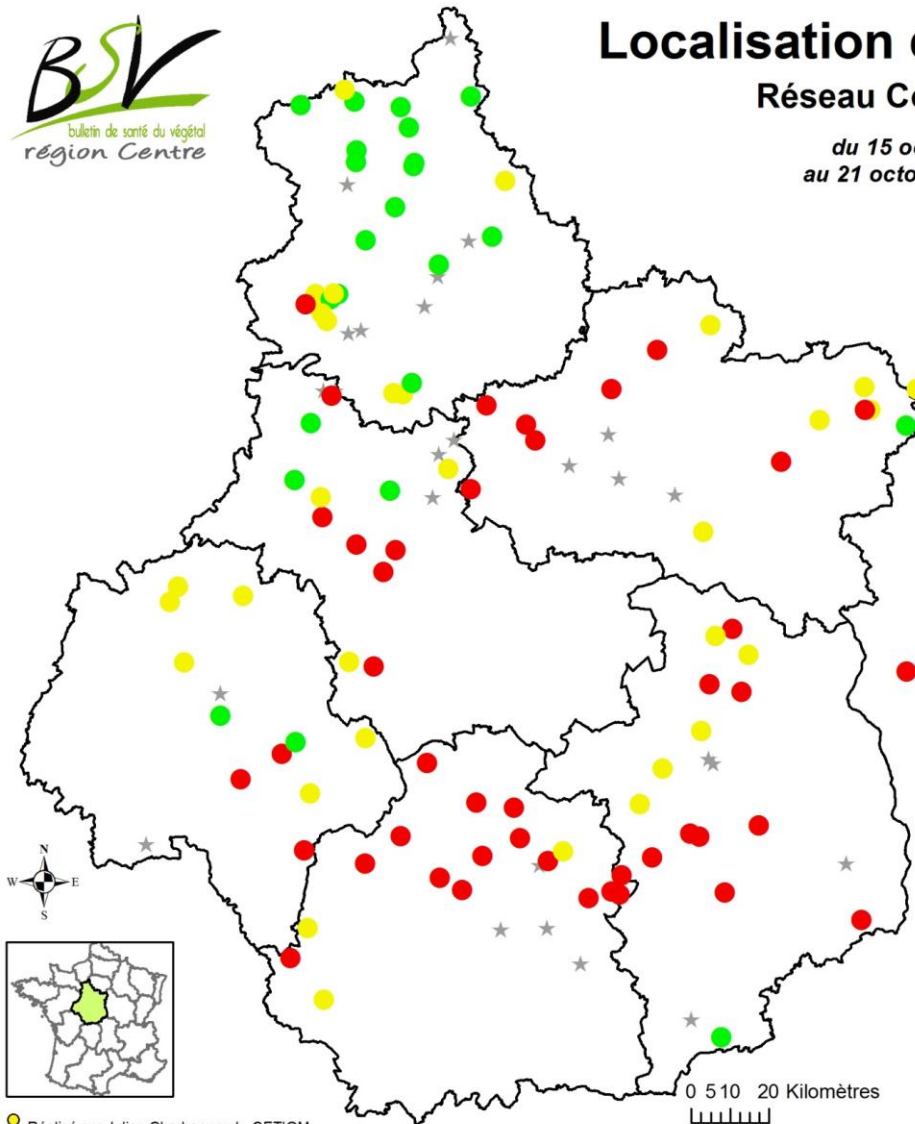 BSV
bulletin de santé du végétal
région Centre
Localisation
Réseau
du 15
au 21
N
W E
S
0 5 10 20 Kilomètres